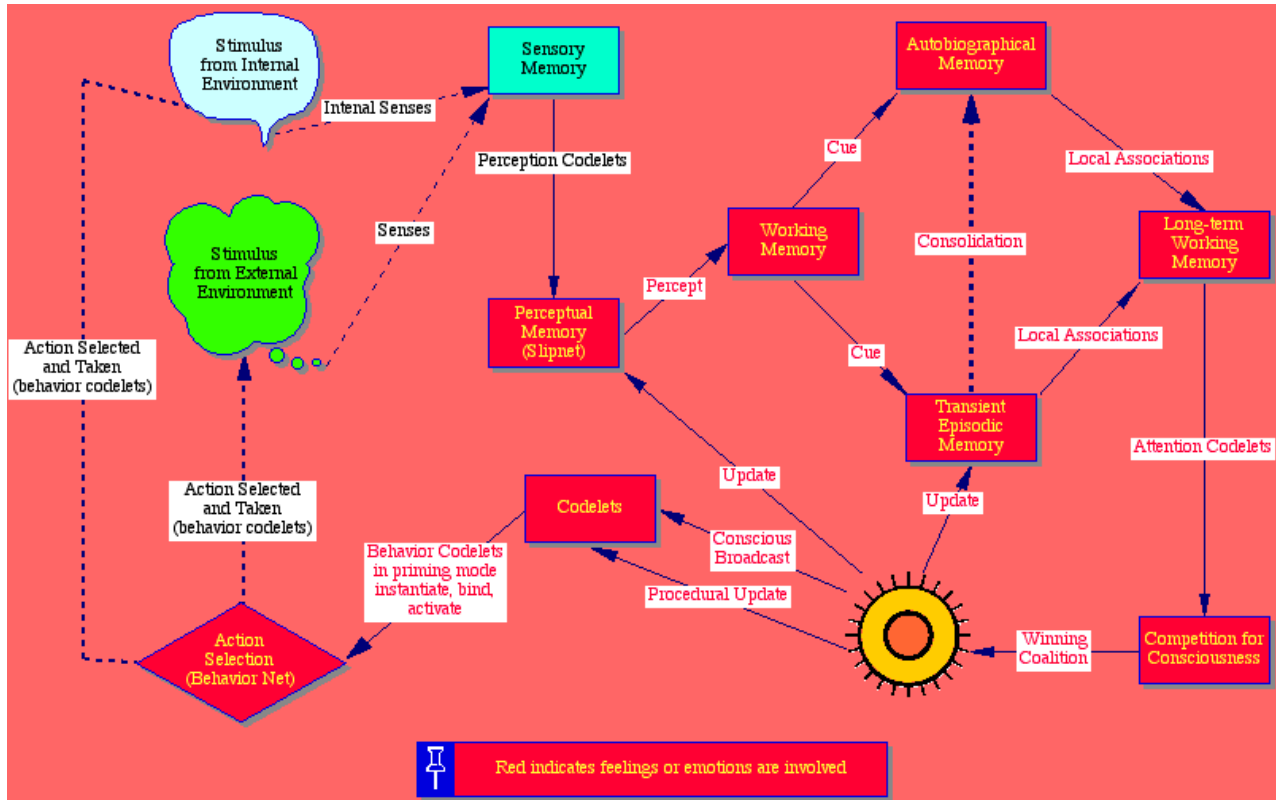 Stimulus
from Internal
Environment
Sensory
Memory
Autobiographical
Memory
Intenal Senses
Perception Codelets
Cue
Local Associations
Senses
Stimulus
from External
Environment
Working
Memory
Consolidation
Long-term
Working
Memory
Percept
Perceptual
Memory
(Slipnet)
Action Selected
and Taken
(behavior codelets)
Cue
Local Associations
Transient
Episodic
Memory
Attention Codelets
Action Selected
and Taken
(behavior codelets)
Update
Update
Codelets
Conscious
Broadcast
Behavior Codelets
in priming mode
instantiate, bind,
activate
Procedural Update
Action
Selection
(Behavior Net)
Winning
Coalition
Competition for
Consciousness
Red indicates feelings or emotions are involved